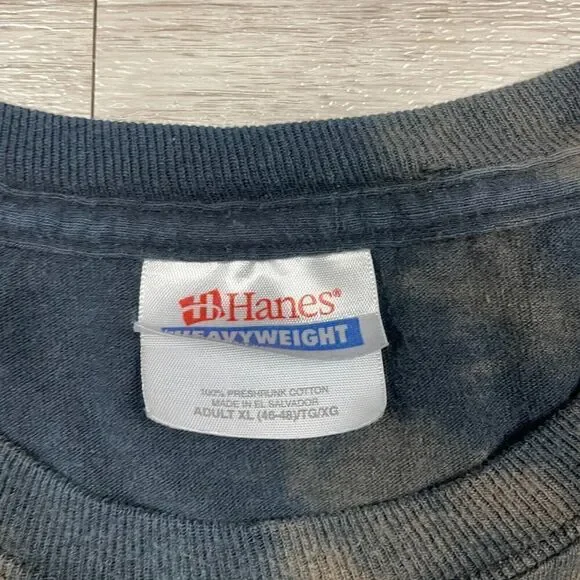 Hanes®
HEAVYWEIGHT
100% PRESHRUNK COTTON
MADE IN EL SALVADOR
ADULT XL (46-48)/TG/XG